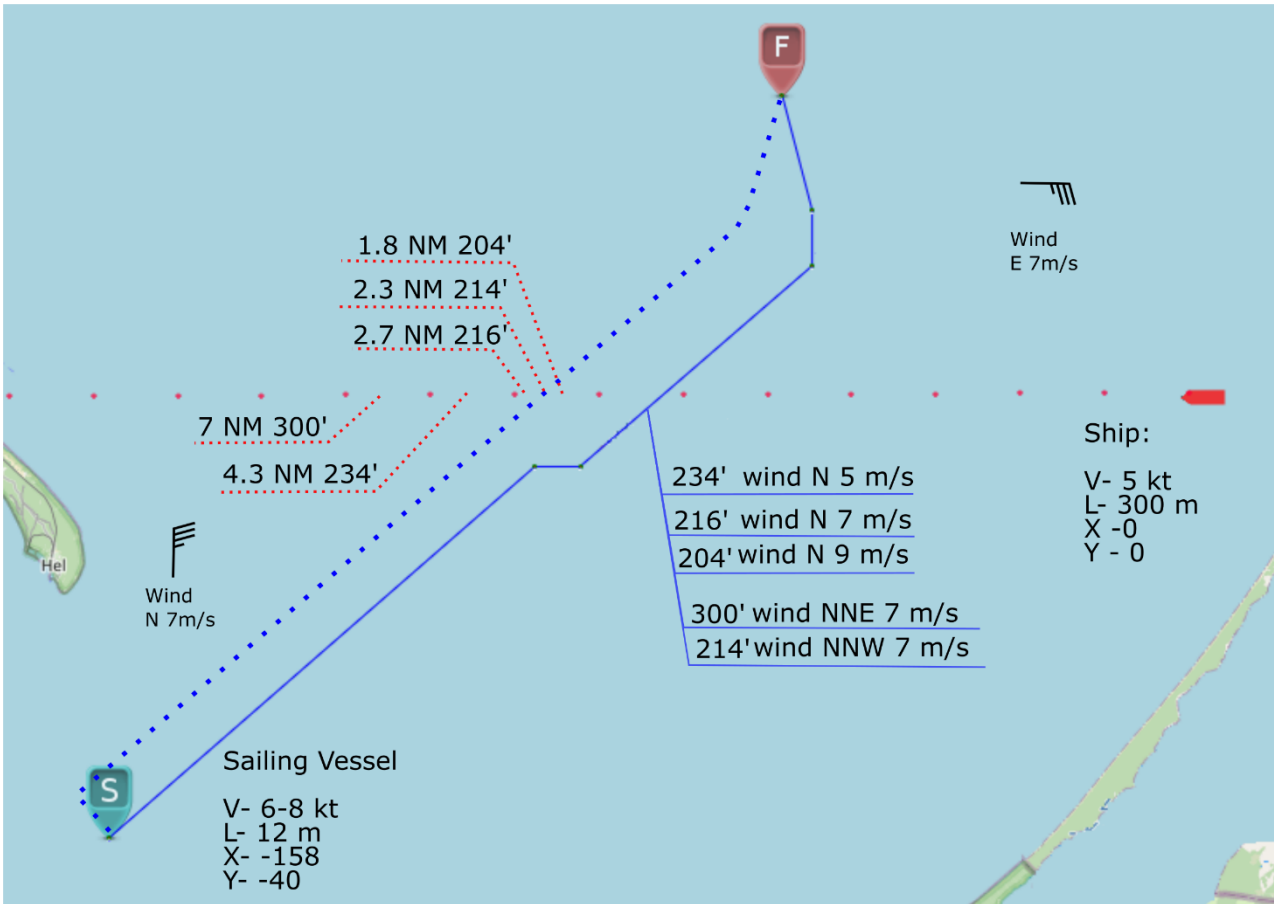 F
1.8 NM 204'
2.3 NM 214'
2.7 NM 216'
Wind
E 7m/s
7 NM 300'
4.3 NM 234'
Ship:
V- 5 kt
L- 300 m
X -0
Y - 0
234' wind N 5 m/s
216' wind N 7 m/s
204' wind N 9 m/s
300' wind NNE 7 m/s
214' wind NNW 7 m/s
Hel
Wind
N 7m/s
S
Sailing Vessel
V- 6-8 kt
L- 12 m
X- -158
Y- -40